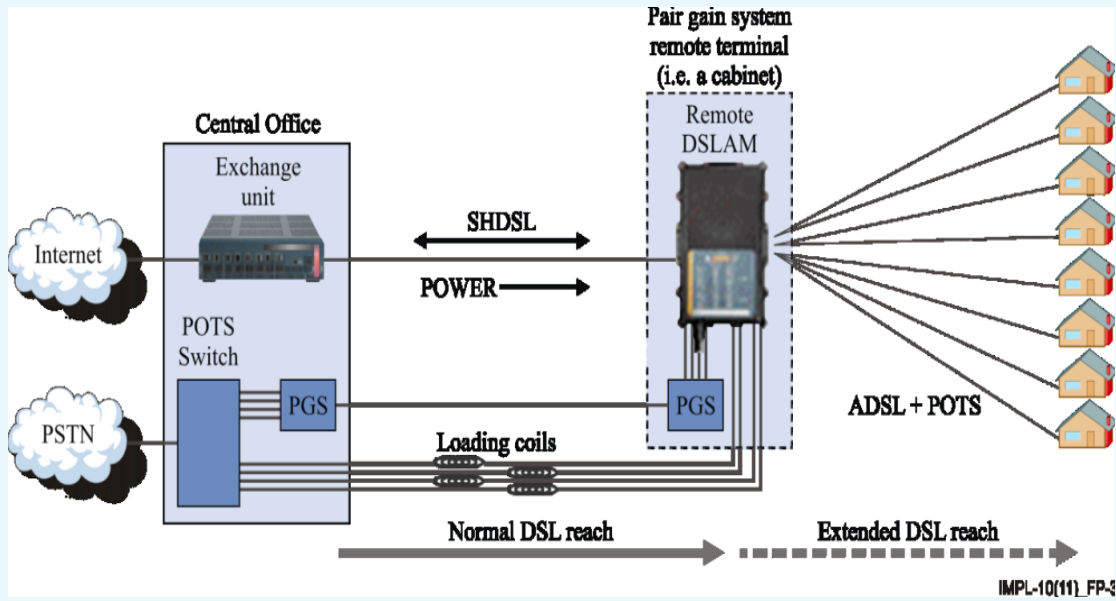 Pair gain system
remote terminal
(i.e. a cabinet)
Central Office
Exchange
unit
Remote
DSLAM
Internet
SHDSL
POWER
POTS
Switch
PGS
PGS
PSTN
Loading coils
ADSL + POTS
Normal DSL reach
Extended DSL reach
IMPL-10(11)_FP-3